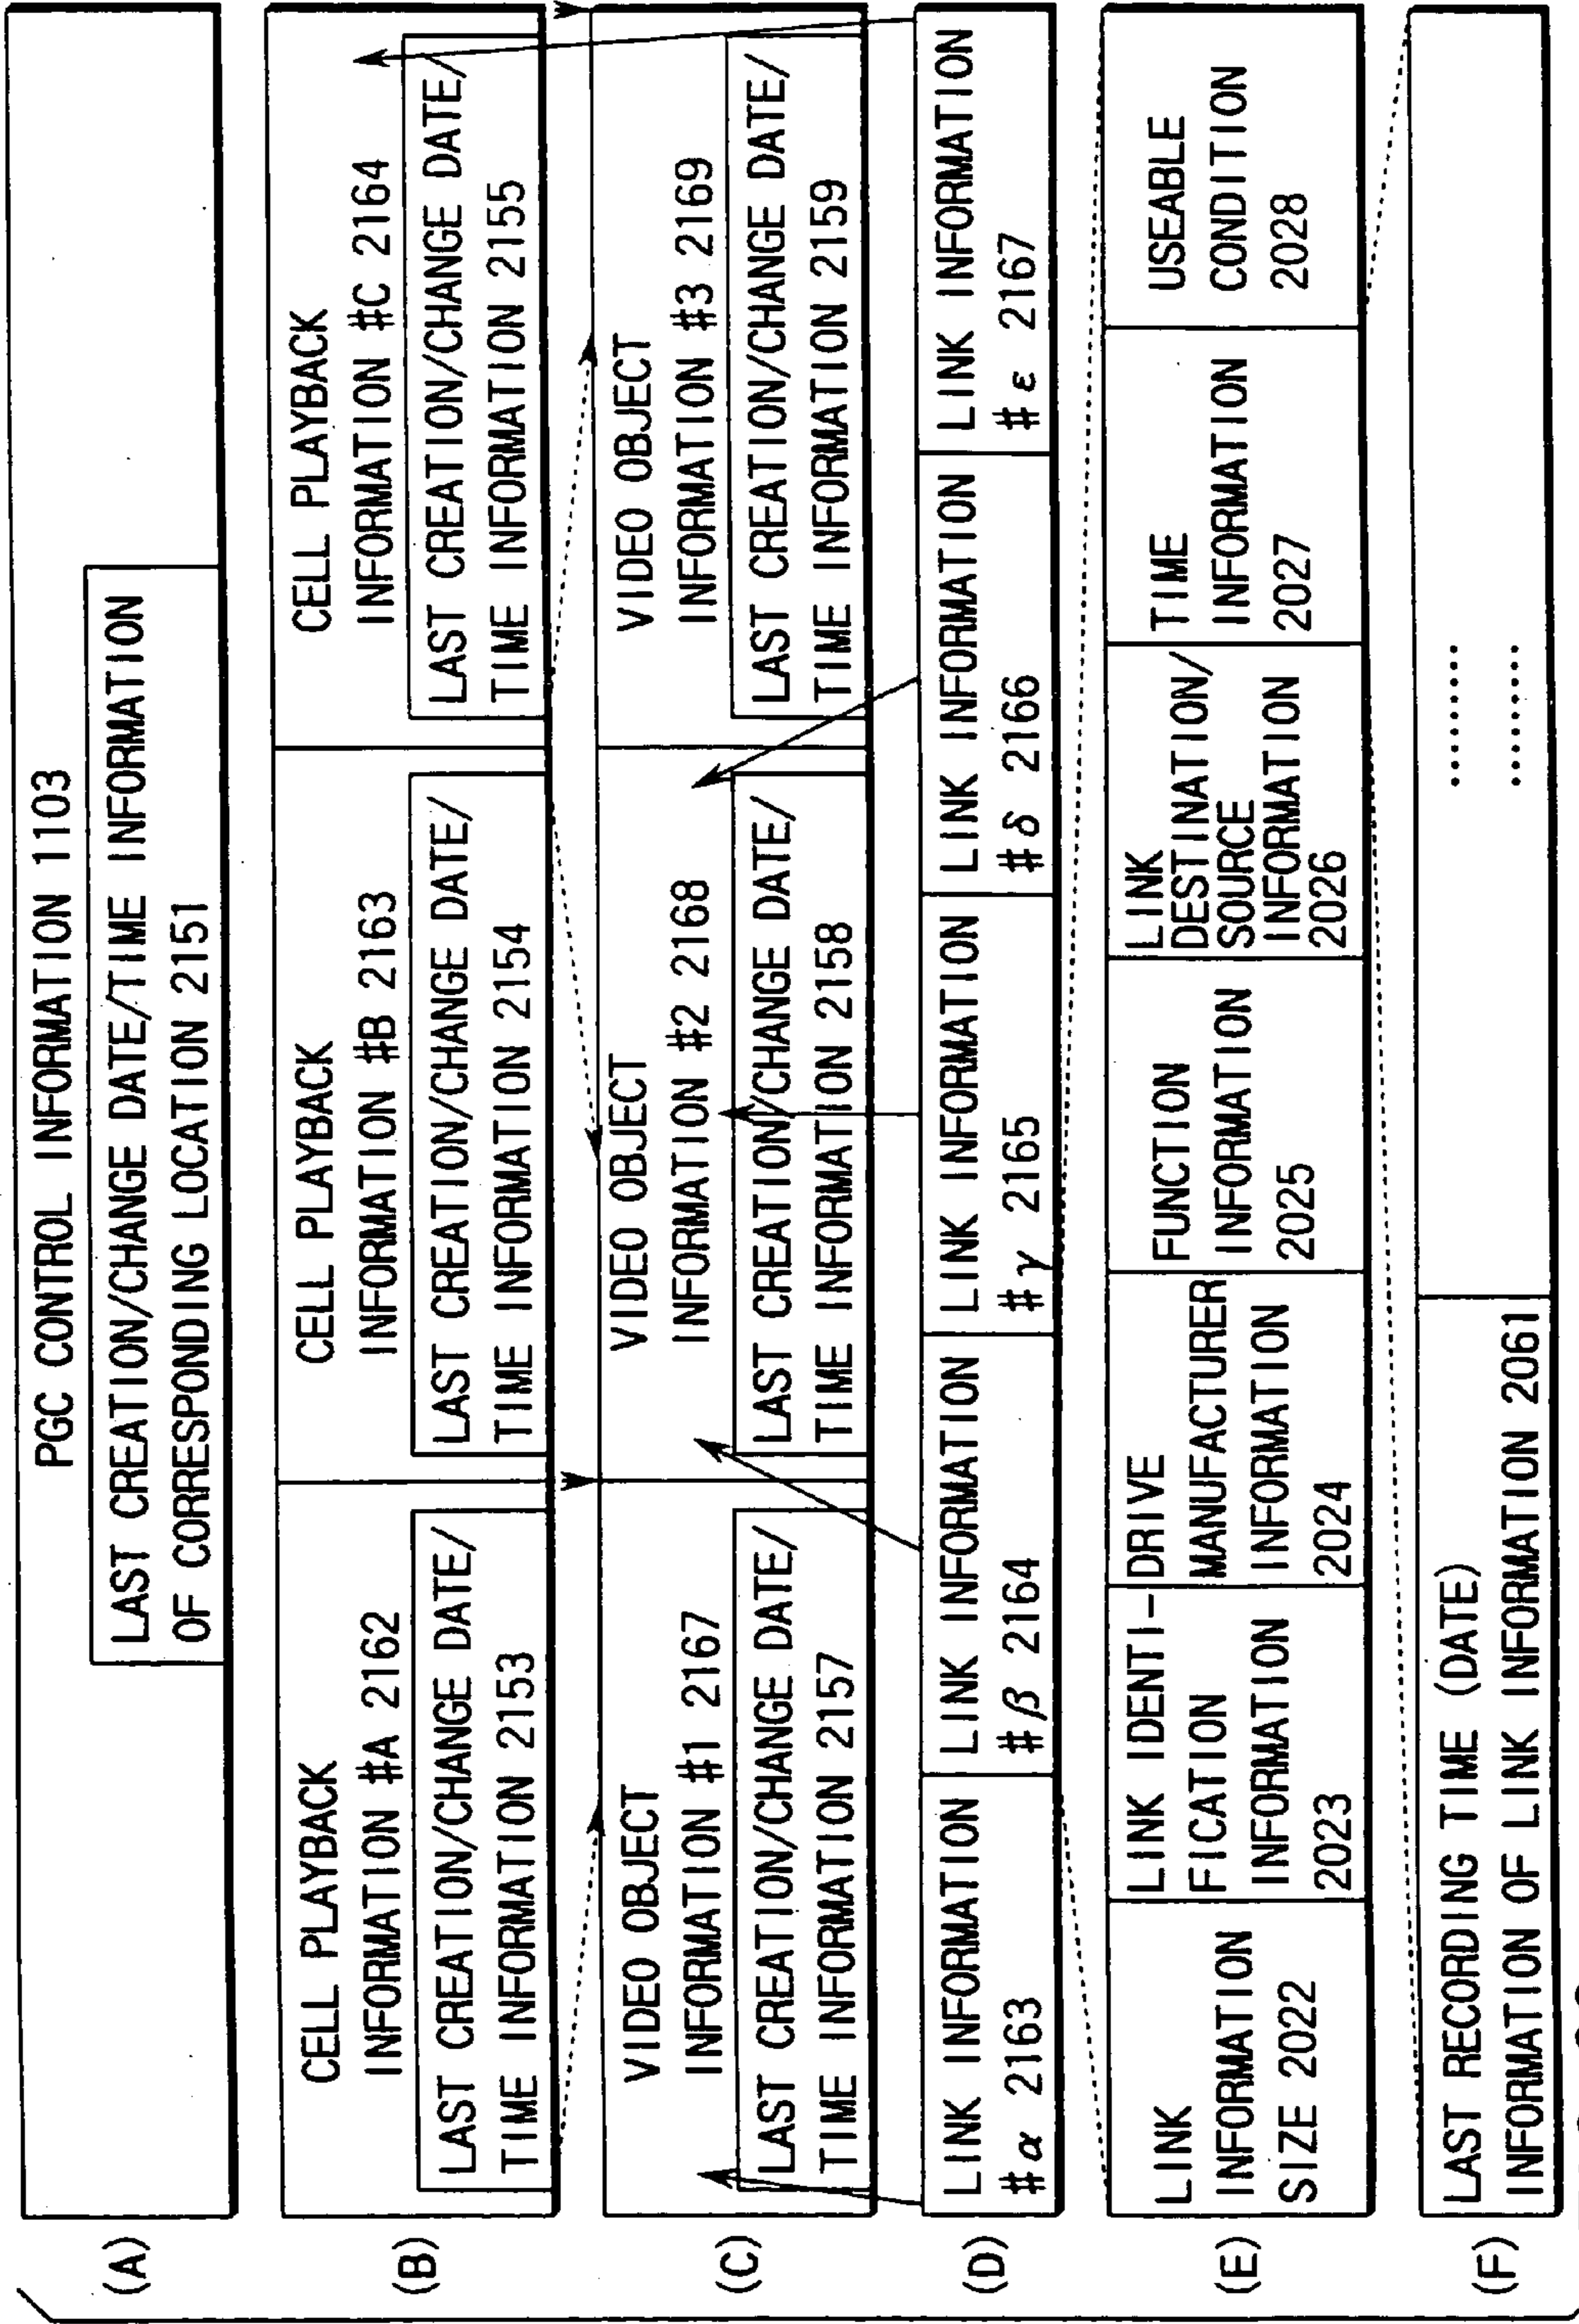 (A)
PGC CONTROL INFORMATION 1103
LAST CREATION/CHANGE DATE/TIME INFORMATION
OF CORRESPONDING LOCATION 2151
(B)
CELL PLAYBACK
INFORMATION #A 2162
LAST CREATION/CHANGE DATE/
TIME INFORMATION 2153
CELL PLAYBACK
INFORMATION #B 2163
LAST CREATION/CHANGE DATE/
TIME INFORMATION 2154
CELL PLAYBACK
INFORMATION #C 2164
LAST CREATION/CHANGE DATE/
TIME INFORMATION 2155
(C)
VIDEO OBJECT
INFORMATION #1 2167
LAST CREATION/CHANGE DATE/
TIME INFORMATION 2157
VIDEO OBJECT
INFORMATION #2 2168
LAST CREATION/CHANGE DATE/
TIME INFORMATION 2158
VIDEO OBJECT
INFORMATION #3 2169
LAST CREATION/CHANGE DATE/
TIME INFORMATION 2159
(D)
LINK INFORMATION
#α 2163
LINK INFORMATION
#β 2164
LINK INFORMATION
#γ 2165
LINK INFORMATION
#δ 2166
LINK INFORMATION
#ε 2167
(E)
LINK
INFORMATION
SIZE 2022
LINK IDENTI-
FICATION
INFORMATION
2023
DRIVE
MANUFACTURER
INFORMATION
2024
FUNCTION
INFORMATION
2025
LINK
DESTINATION/
SOURCE
INFORMATION
2026
TIME
INFORMATION
2027
USEABLE
CONDITION
2028
(F)
LAST RECORDING TIME (DATE)
INFORMATION OF LINK INFORMATION 2061
.........
.........